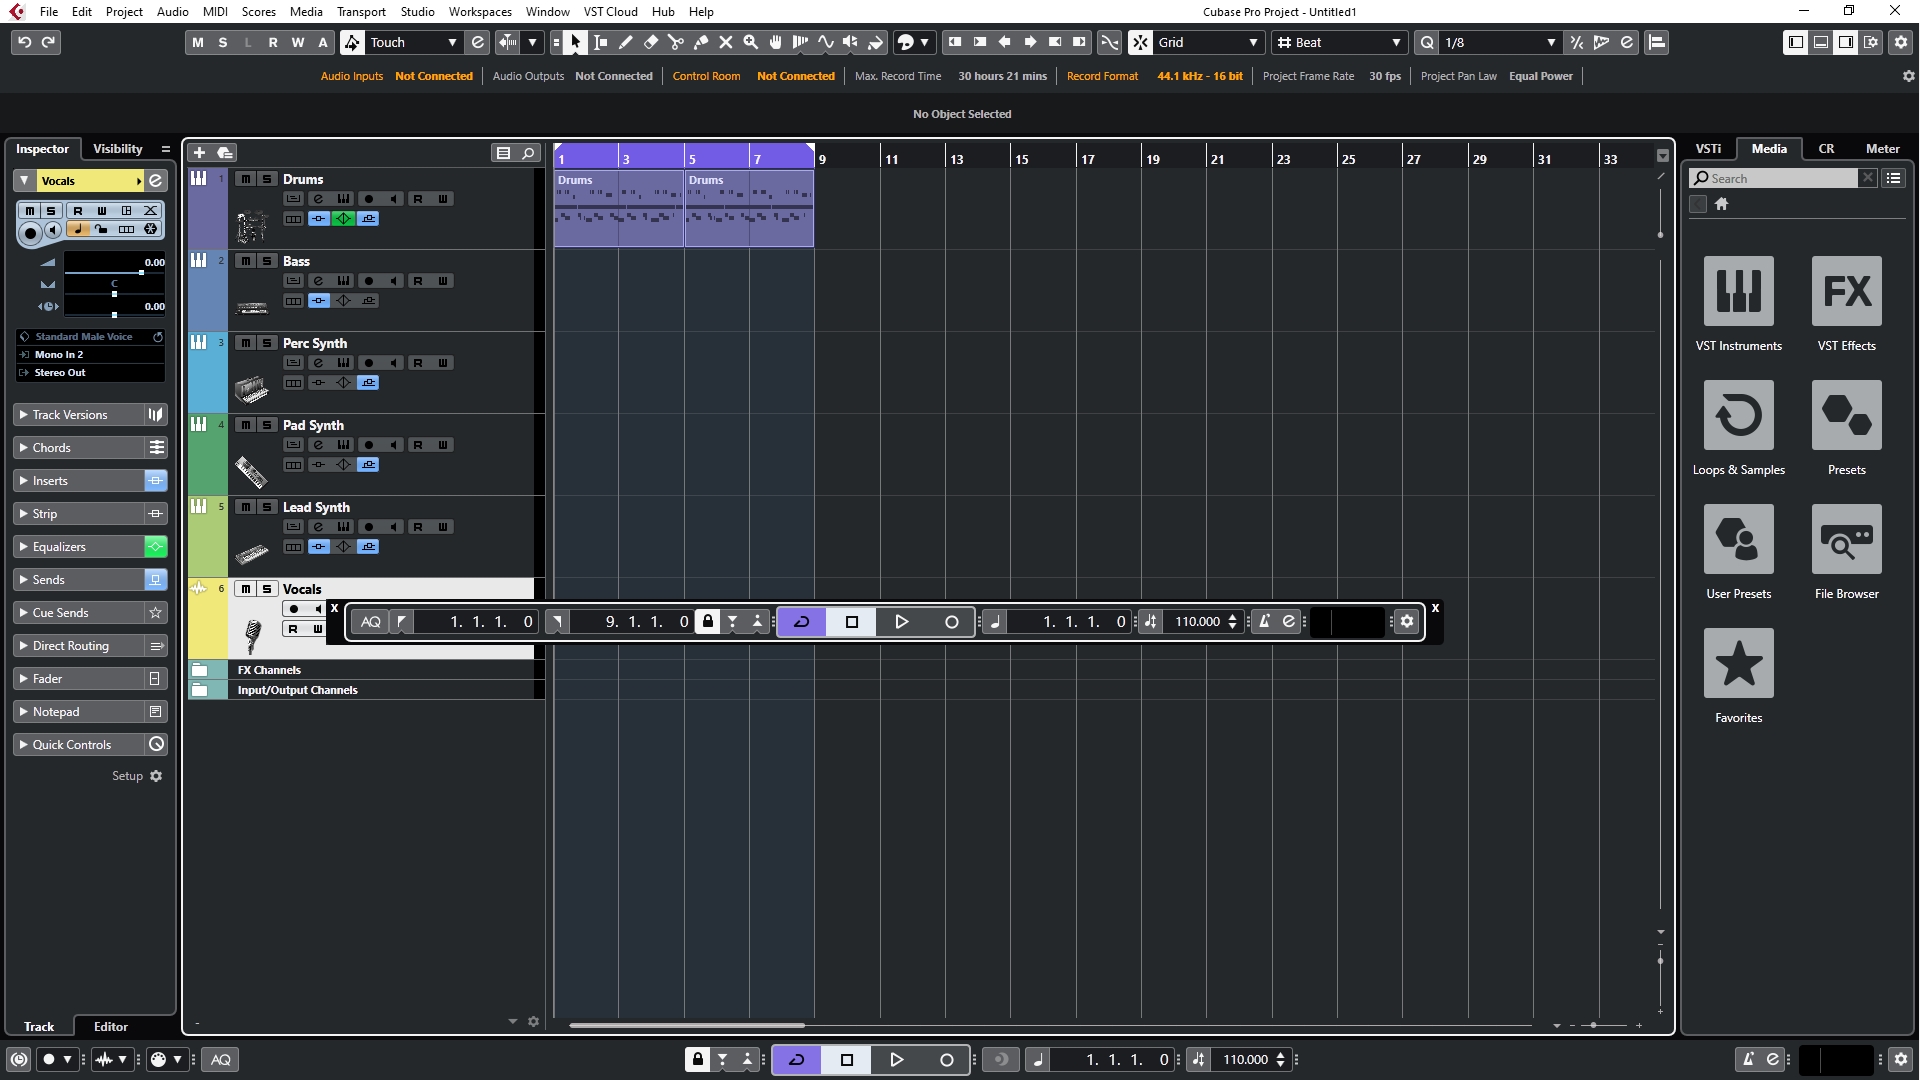 File Edit Project Audio MIDI Scores Media Transport Studio Workspaces Window VST Cloud Hub Help
Cubase Pro Project - Untitled1
M S L R W A Touch Grid Beat Q 1/8
Audio Inputs Not Connected Audio Outputs Not Connected Control Room Not Connected Max. Record Time 30 hours 21 mins Record Format 44.1 kHz - 16 bit Project Frame Rate 30 fps Project Pan Law Equal Power
No Object Selected
Inspector Visibility
Vocals
m S R W
0.00
C
0.00
Standard Male Voice
Mono In 2
Stereo Out
Track Versions
Chords
Inserts
Strip
Equalizers
Sends
Cue Sends
Direct Routing
Fader
Notepad
Quick Controls
Setup
Track Editor
1 3 5 7 9 11 13 15 17 19 21 23 25 27 29 31 33
1 m S Drums
R W
Drums Drums
2 m S Bass
R W
3 m S Perc Synth
R W
4 m S Pad Synth
R W
5 m S Lead Synth
R W
6 m S Vocals
R W
X AQ 1. 1. 1. 0 9. 1. 1. 0 1. 1. 1. 0 110.000 X
FX Channels
Input/Output Channels
VSTi Media CR Meter
Search
VST Instruments
FX
VST Effects
Loops & Samples
Presets
User Presets
File Browser
Favorites
AQ 1. 1. 1. 0 110.000